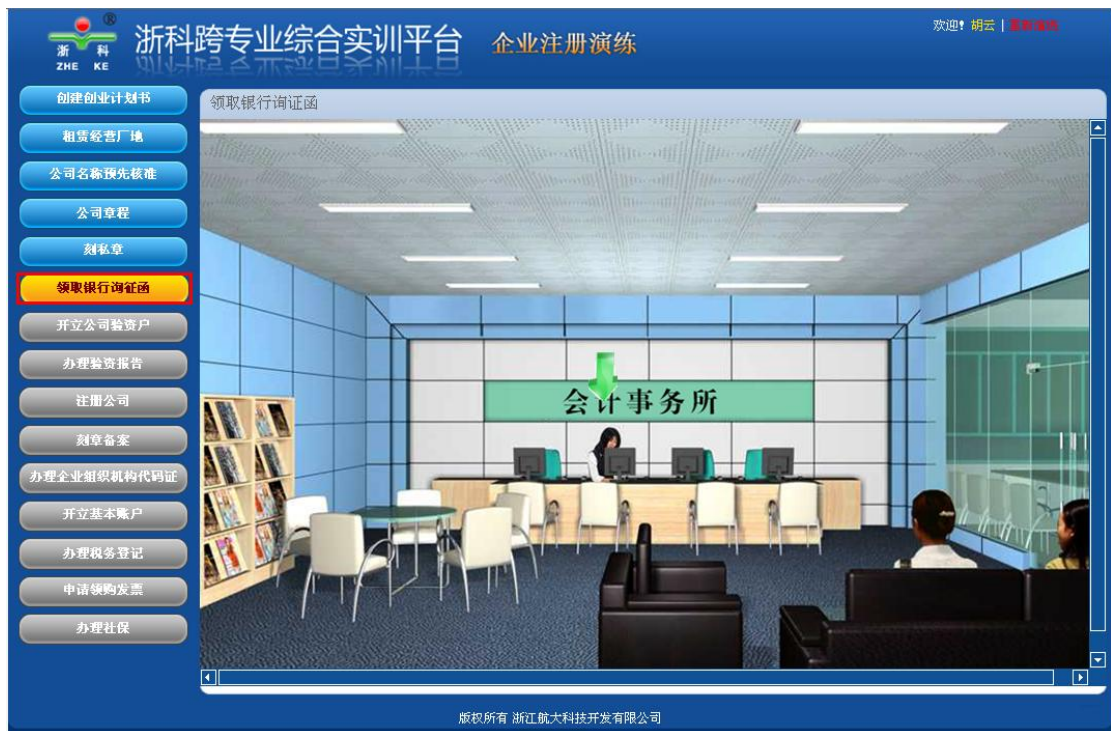 ®
浙 科
ZHE KE
浙科跨专业综合实训平台 企业注册演练
欢迎! 胡云 | 重新演练
创建创业计划书
租赁经营厂地
公司名称预先核准
公司章程
刻私章
领取银行询征函
开立公司验资户
办理验资报告
注册公司
刻章备案
办理企业组织机构代码证
开立基本账户
办理税务登记
申请领购发票
办理社保
领取银行询证函
会计事务所
版权所有 浙江航大科技开发有限公司